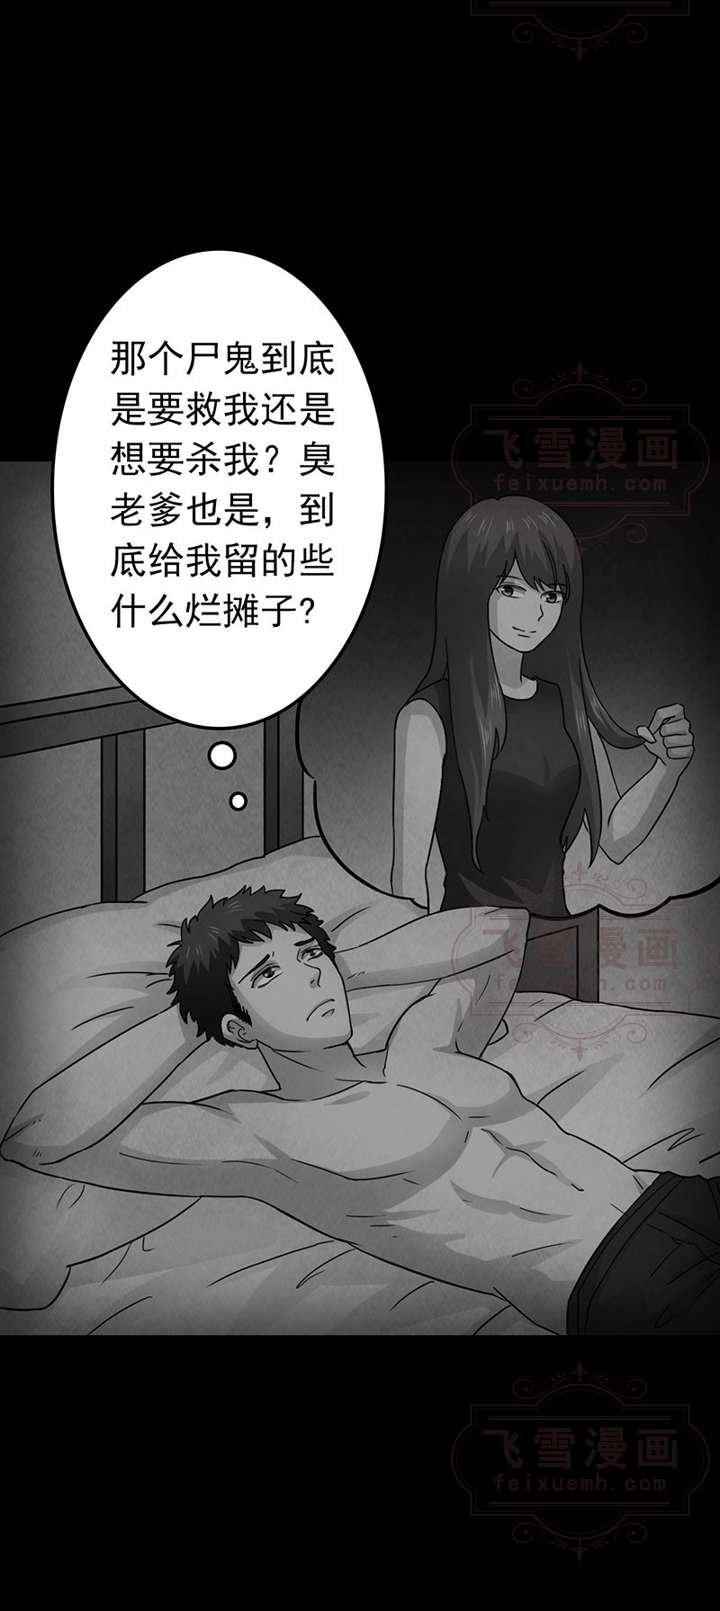 飞雪漫画
feixuemh.com
那个尸鬼到底
是要救我还是
想要杀我？臭
老爹也是，到
底给我留的些
什么烂摊子?
飞雪漫画
feixuemh.com
飞雪漫画
feixuemh.com